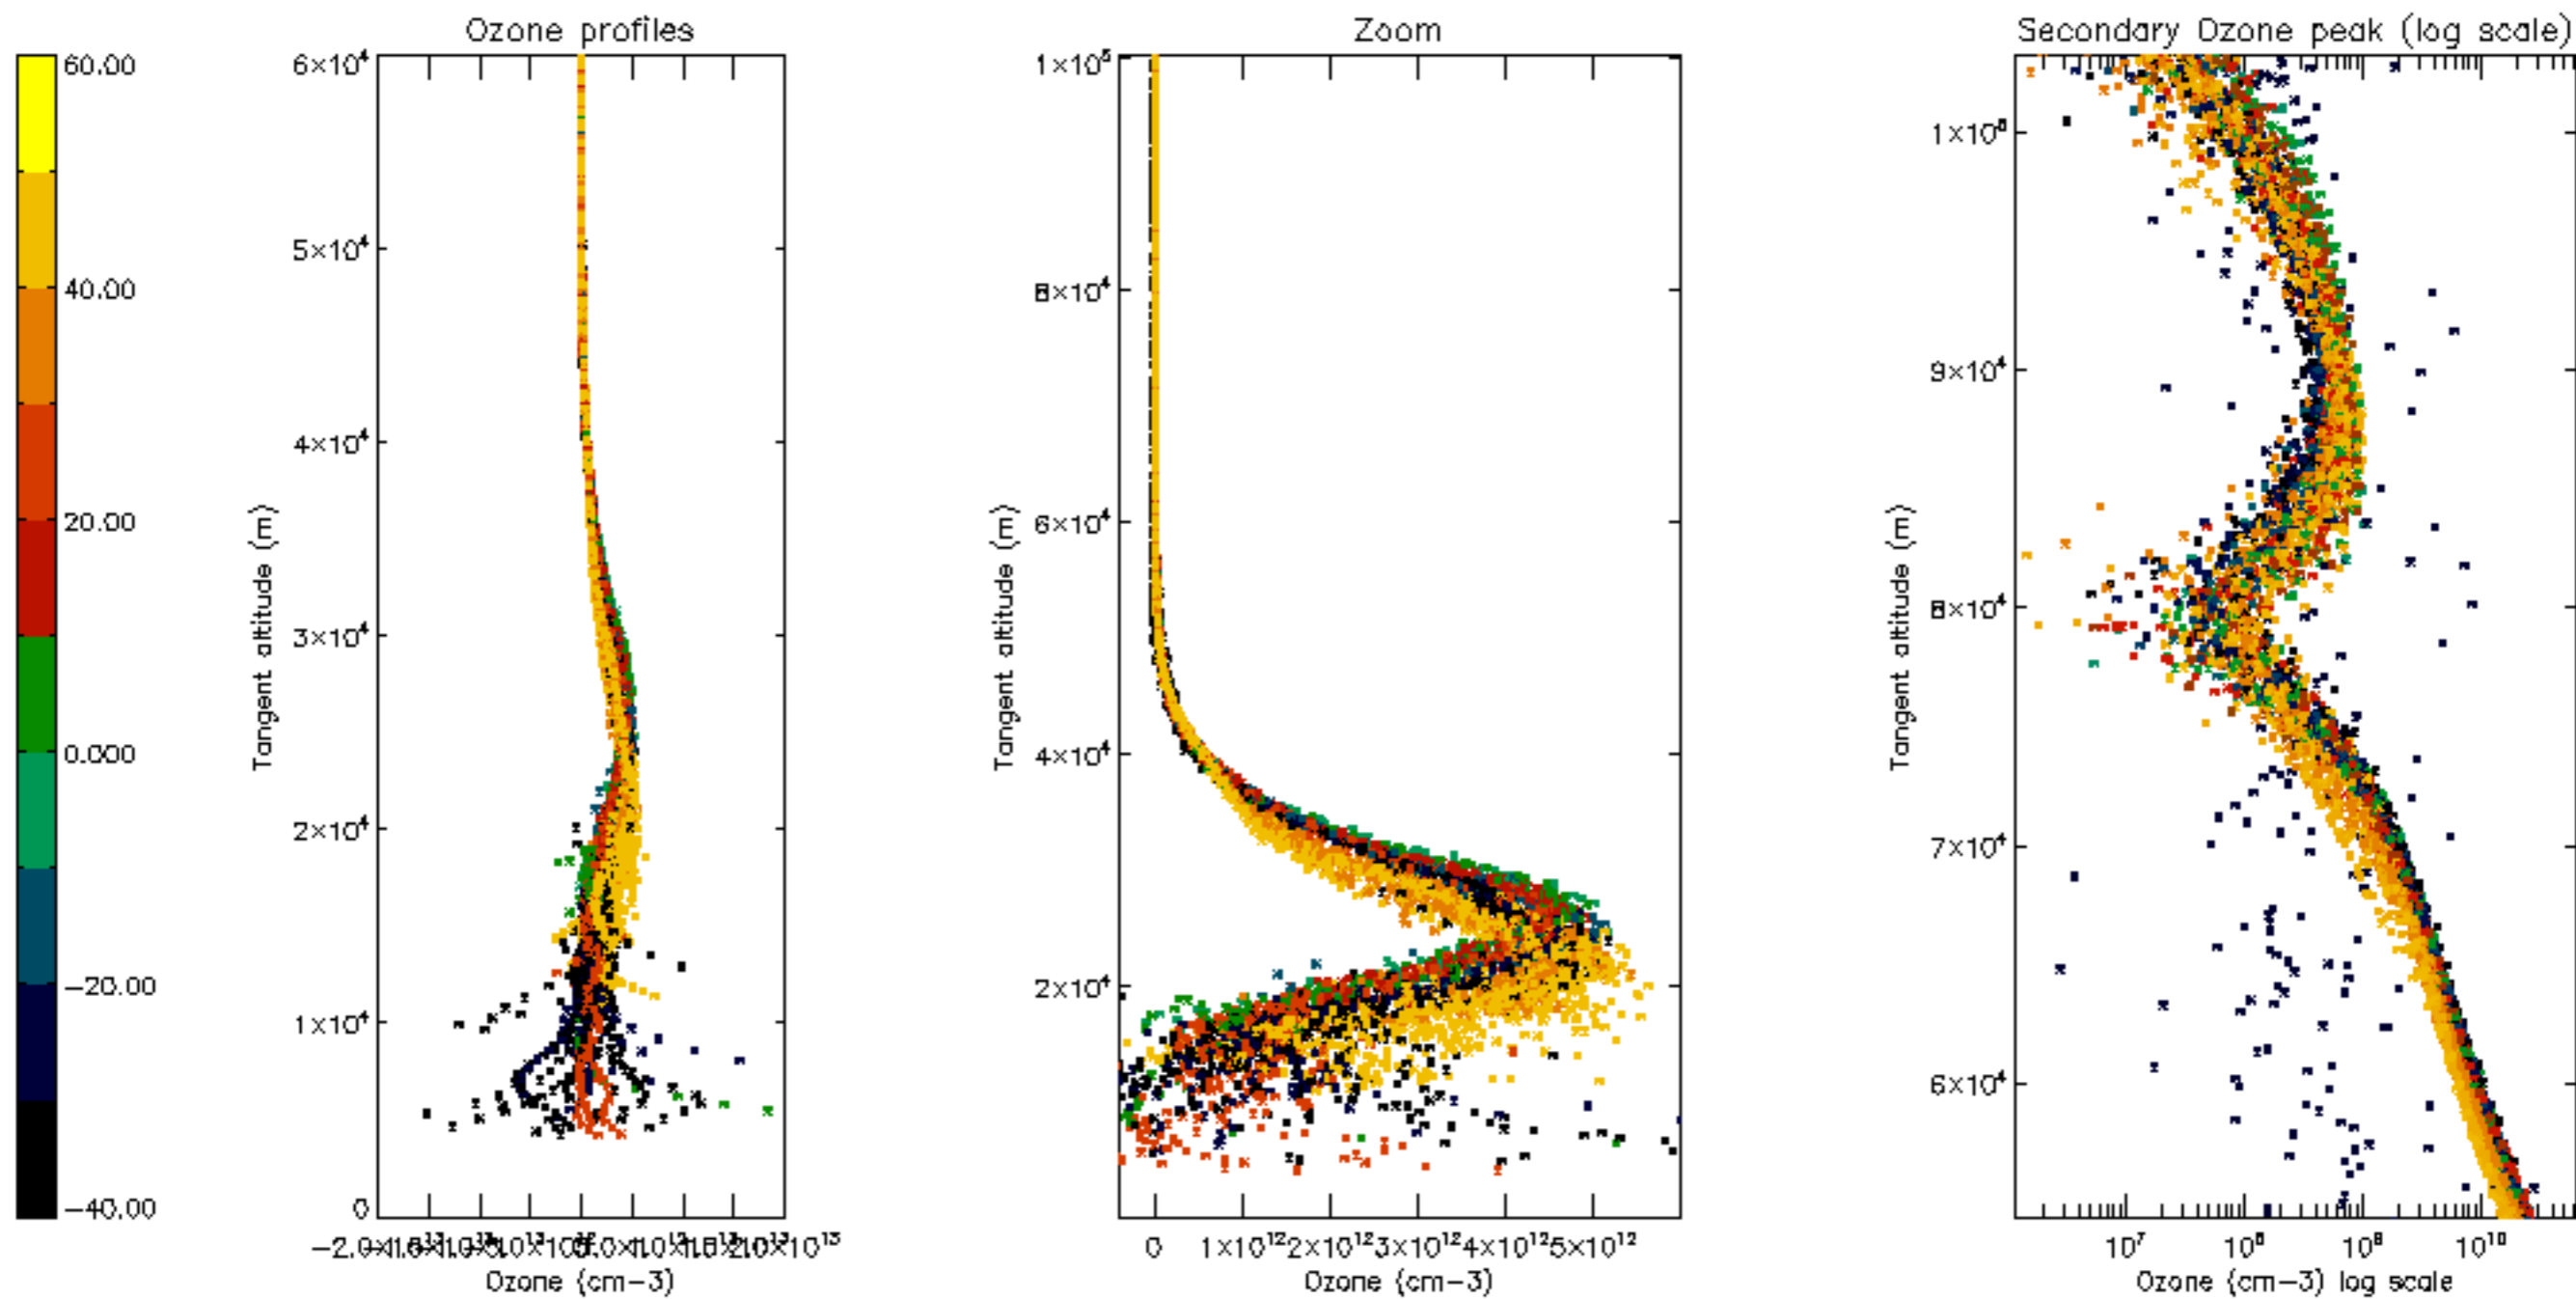 Ozone profiles
Zoom
Secondary Ozone peak (log scale)
60.00
40.00
20.00
0.000
−20.00
−40.00
6×10⁴
5×10⁴
4×10⁴
3×10⁴
2×10⁴
1×10⁴
0
Tangent altitude (m)
Ozone (cm−3)
1×10⁵
8×10⁴
6×10⁴
4×10⁴
2×10⁴
Tangent altitude (m)
0 1×10¹² 2×10¹² 3×10¹² 4×10¹² 5×10¹²
Ozone (cm−3)
9×10⁴
8×10⁴
7×10⁴
6×10⁴
Tangent altitude (m)
10⁷ 10⁸ 10⁹ 10¹⁰
Ozone (cm−3) log scale